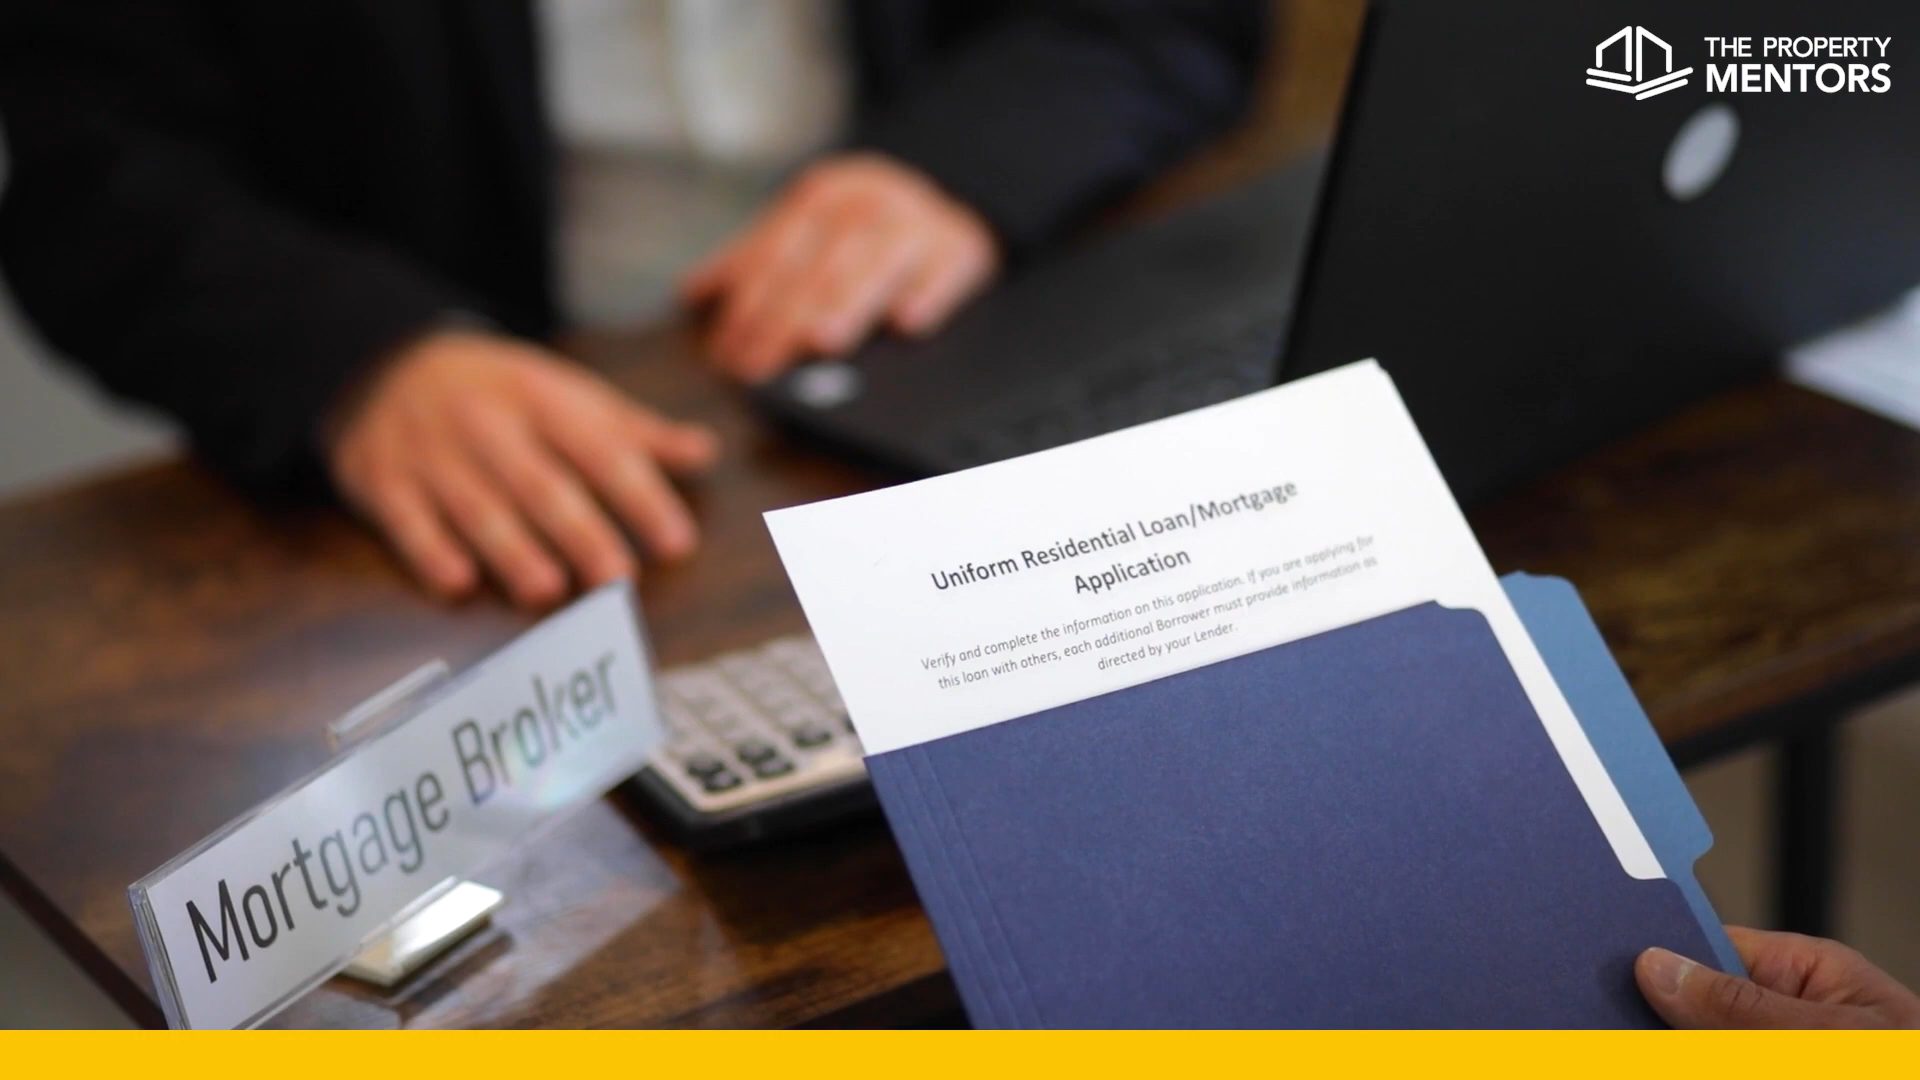 THE PROPERTY
MENTORS
Uniform Residential Loan/Mortgage
Application
Verify and complete the information on this application. If you are applying for
this loan with others, each additional Borrower must provide information as
directed by your Lender.
Mortgage Broker